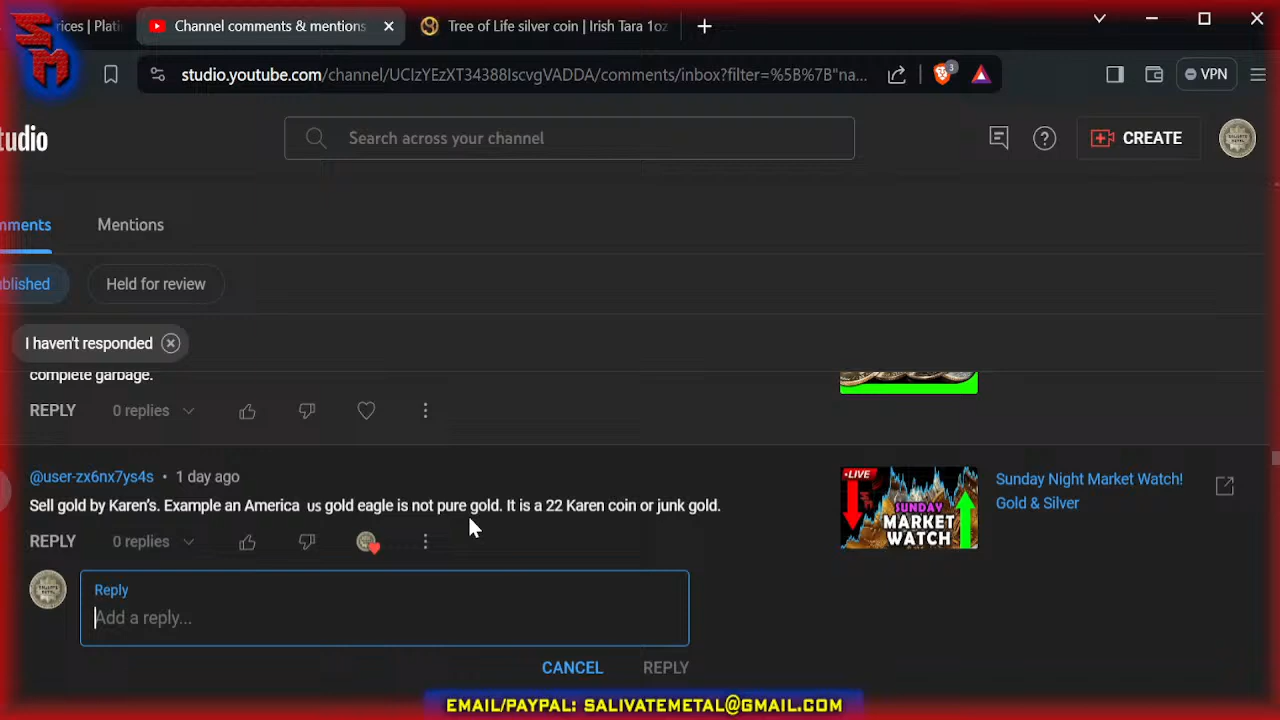 SM
rices | Plati
Channel comments & mentions
Tree of Life silver coin | Irish Tara 1oz
studio.youtube.com/channel/UCIzYEzXT34388IscvgVADDA/comments/inbox?filter=%5B%7B"na...
3
VPN
tudio
Search across your channel
CREATE
mments
Mentions
ublished
Held for review
I haven't responded
complete garbage.
REPLY
0 replies
@user-zx6nx7ys4s • 1 day ago
Sell gold by Karen's. Example an America us gold eagle is not pure gold. It is a 22 Karen coin or junk gold.
REPLY
0 replies
LIVE
SUNDAY
MARKET
WATCH
Sunday Night Market Watch!
Gold & Silver
Reply
Add a reply...
CANCEL
REPLY
EMAIL/PAYPAL: SALIVATEMETAL@GMAIL.COM